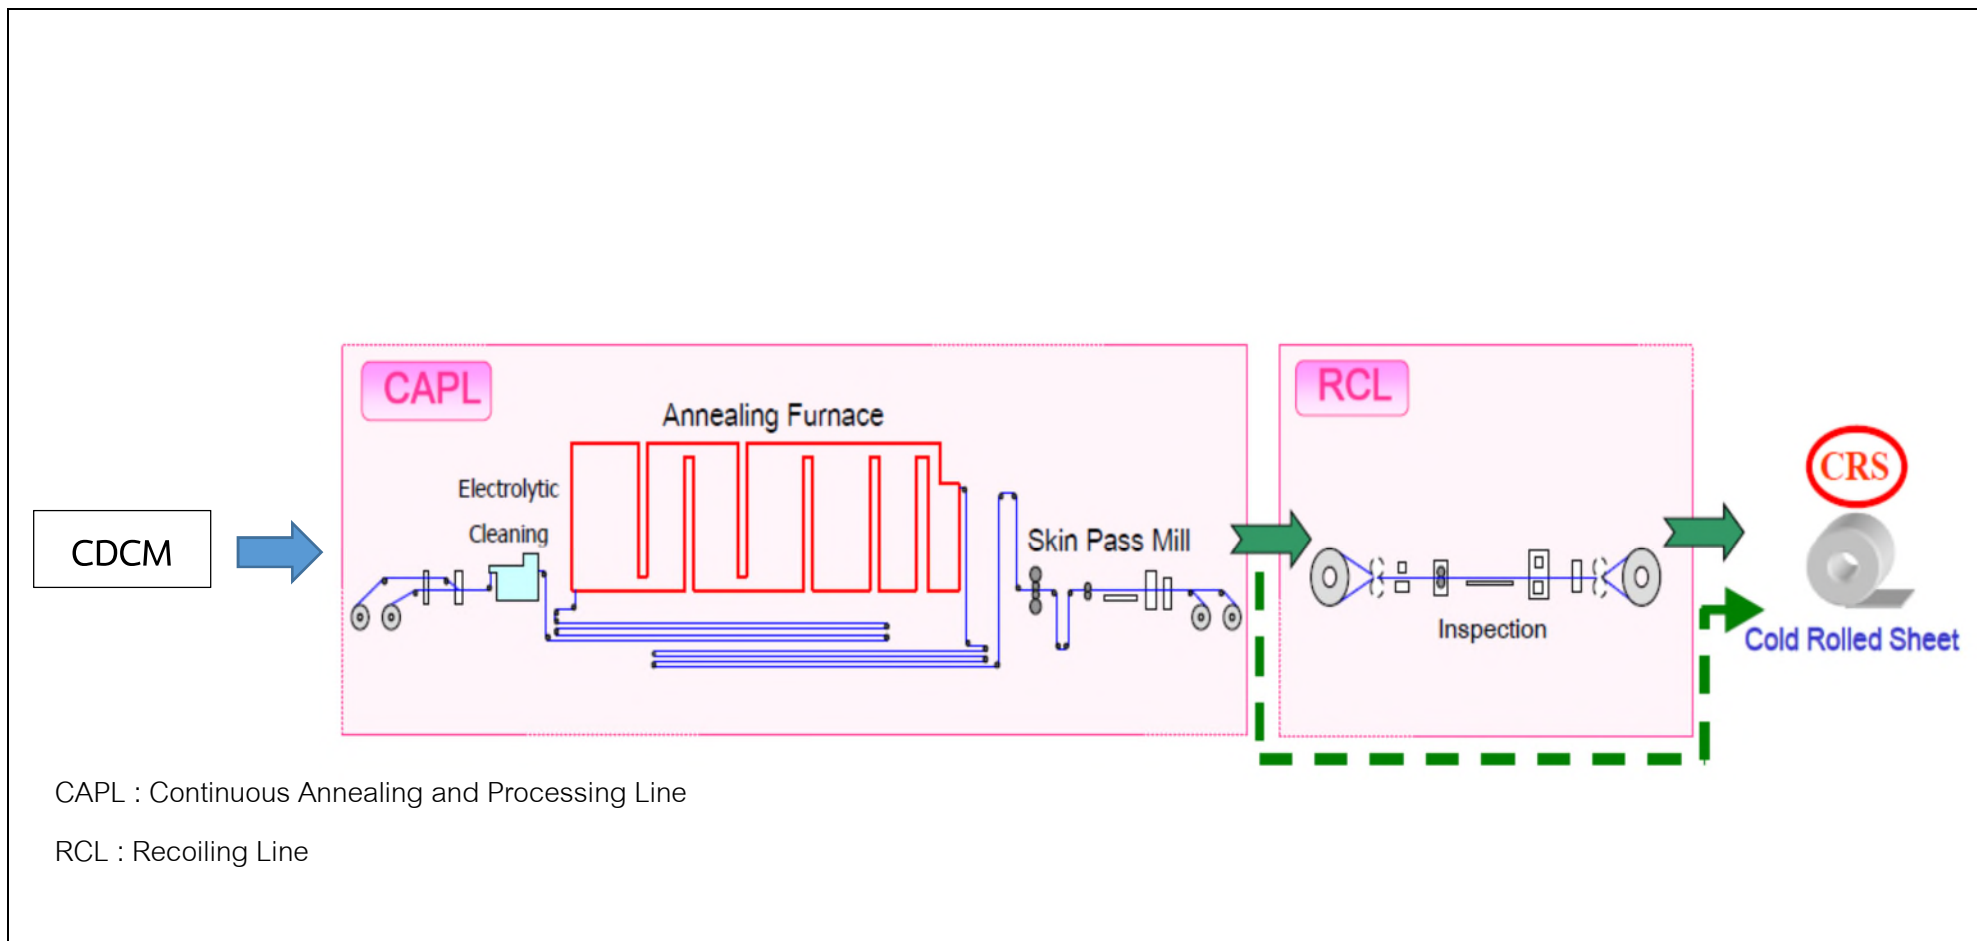 CDCM
CAPL
Annealing Furnace
Electrolytic
Cleaning
Skin Pass Mill
RCL
Inspection
CRS
Cold Rolled Sheet
CAPL : Continuous Annealing and Processing Line
RCL : Recoiling Line